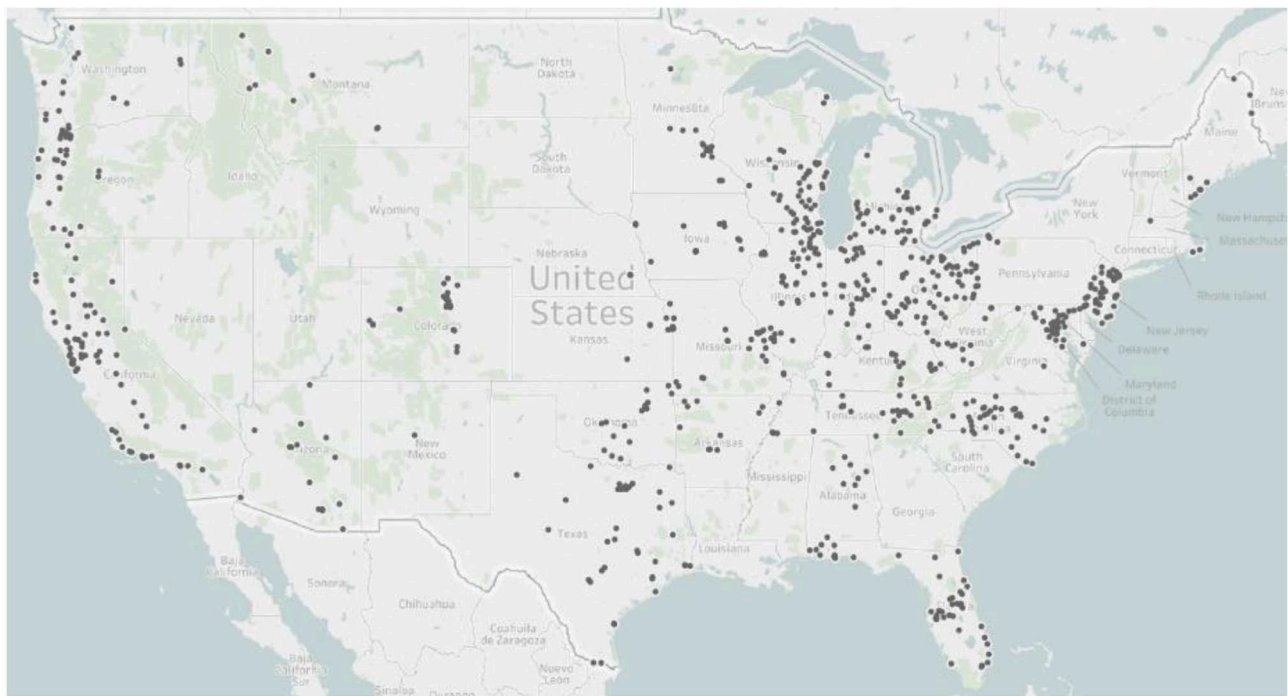 Washington
Montana
North
Dakota
Minnesota
Maine
Oregon
Idaho
South
Dakota
Wisconsin
Vermont
Wyoming
Michigan
New
York
New Hampsh
Massachuset
Iowa
Nebraska
Connecticut
Rhode Island
Nevada
Utah
Colorado
United
States
Kansas
Illinois
Pennsylvania
New Jersey
Missouri
West
Virginia
Delaware
California
Kentu
Virginia
Maryland
District of
Columbia
New
Mexico
Oklahoma
Arkansas
Tennessee
South
Carolina
Mississippi
Alabama
Georgia
Texas
Louisiana
Baja
California
Sonora
Chihuahua
Coahuila
de Zaragoza
Baja
California
Sur
Nuevo
León
Sinaloa
Durango